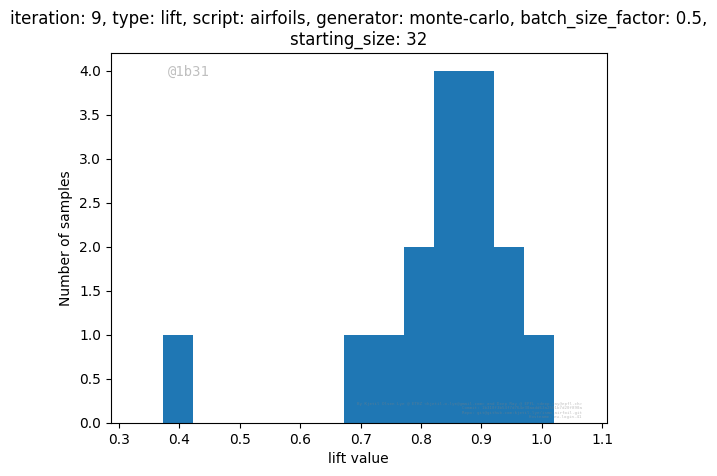 iteration: 9, type: lift, script: airfoils, generator: monte-carlo, batch_size_factor: 0.5,
starting_size: 32
@1b31
4.0
3.5
3.0
2.5
2.0
1.5
1.0
0.5
0.0
Number of samples
0.3 0.4 0.5 0.6 0.7 0.8 0.9 1.0 1.1
lift value